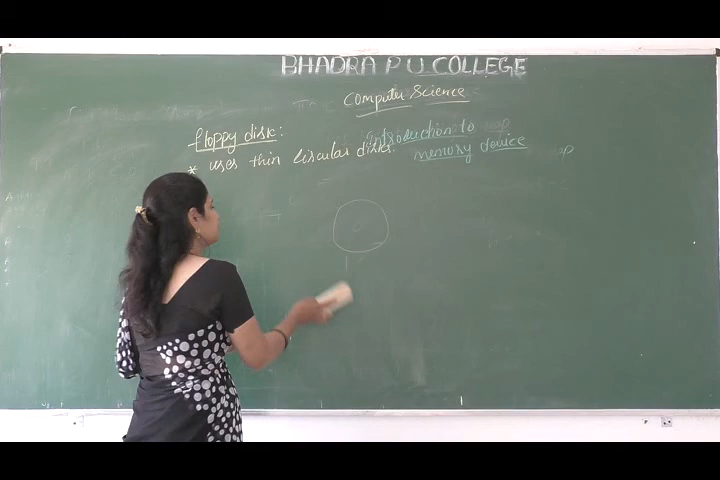 BHADRA P U COLLEGE
Computer Science
Introduction to
memory device
floppy disk:
* uses thin circular disks.